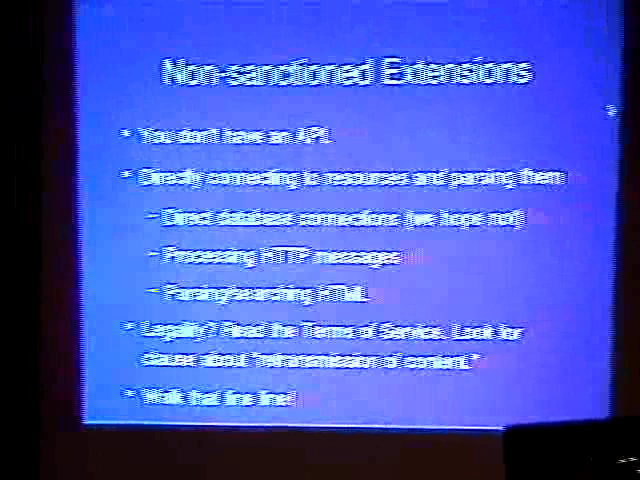 Non-sanctioned Extensions
• You don't have an API.
• Directly connecting to resources and parsing them
– Direct database connections (we hope not)
– Processing HTTP messages
– Parsing/searching HTML
• Legality? Read the Terms of Service. Look for
clause about "retransmission of content."
• Walk that fine line!